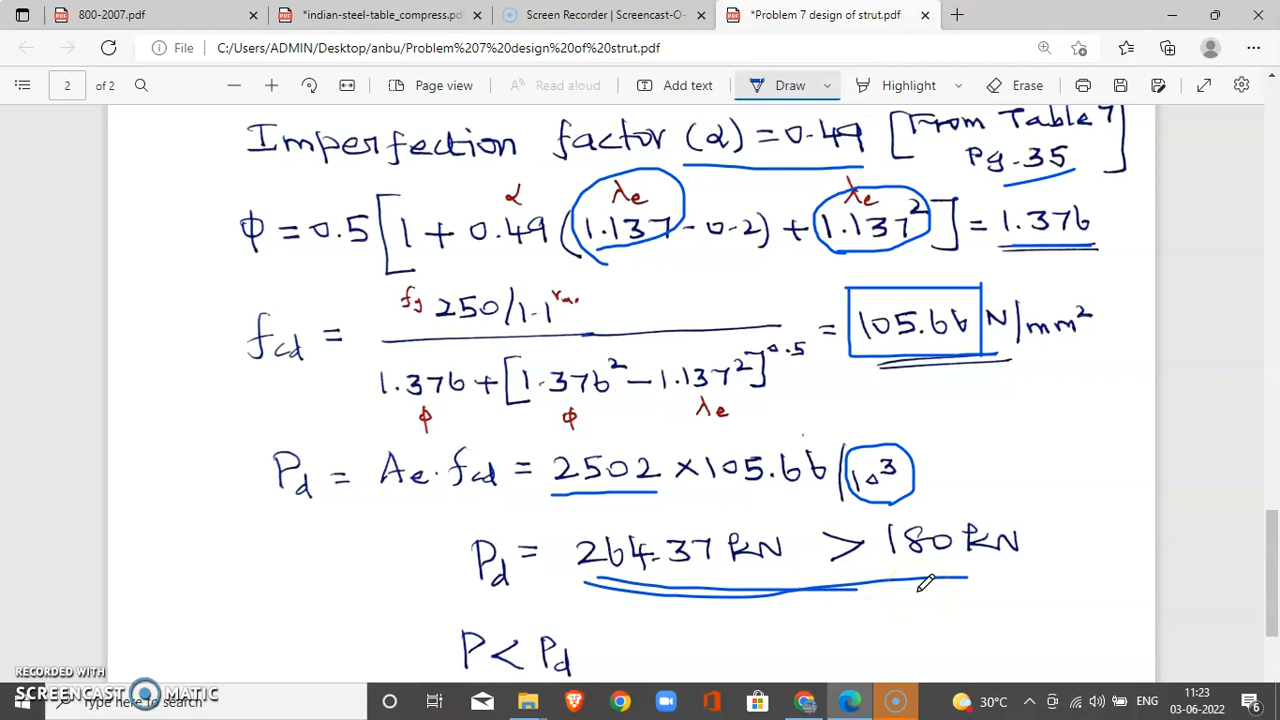 800-2007.pdf
*indian-steel-table_compress.pdf
Screen Recorder | Screencast-O-
*Problem 7 design of strut.pdf
File C:/Users/ADMIN/Desktop/anbu/Problem%207%20design%20of%20strut.pdf
2 of 2 Page view Read aloud Add text Draw Highlight Erase
Imperfection factor (α) = 0.49 [From Table 7
Pg.35]
α λe λe
ϕ = 0.5 [1 + 0.49 (1.137 - 0.2) + 1.137²] = 1.376
fy 250/1.1 rmo
fcd = = 105.66 N/mm²
1.376 + [1.376² - 1.137²]^0.5
ϕ ϕ λe
Pd = Ae.fcd = 2502 × 105.66 / 10³
Pd = 264.37 kN > 180 kN
P < Pd
RECORDED WITH
SCREENCAST MATIC
Type here to search
30°C
ENG
11:23
03-06-2022
6